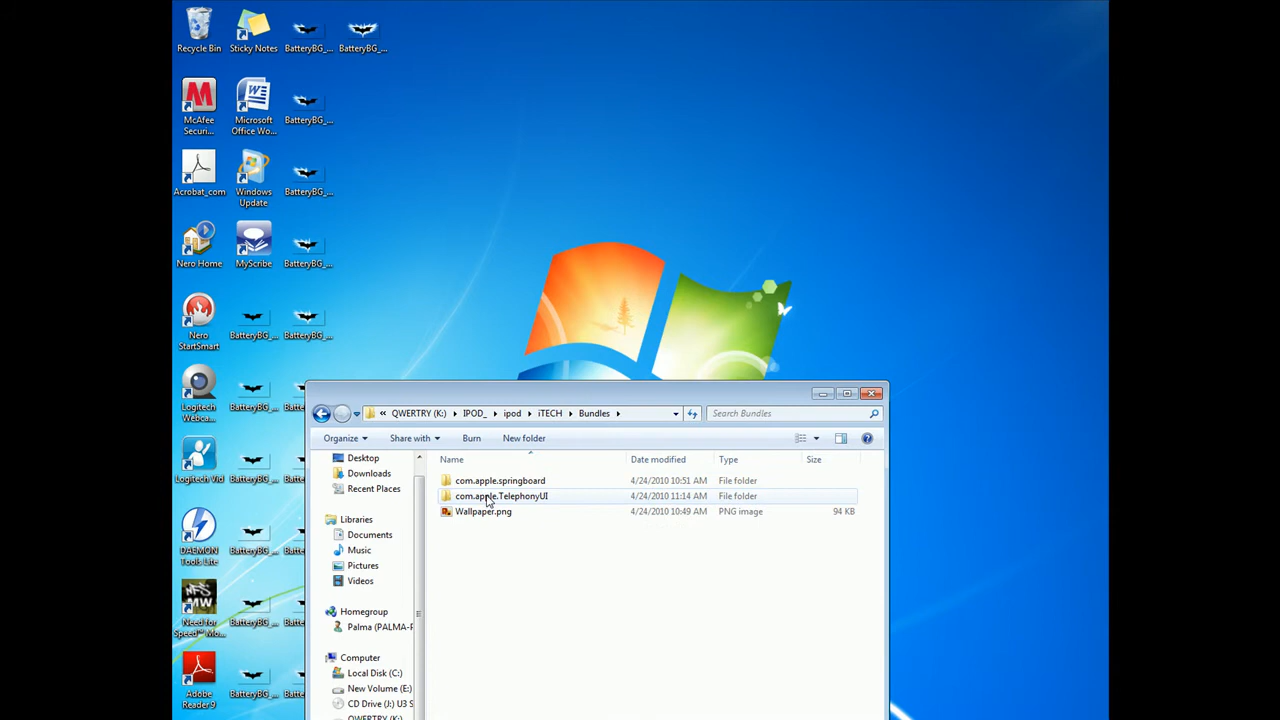 Recycle Bin
Sticky Notes
BatteryBG_...
BatteryBG_...
McAfee Securi...
Microsoft Office Wo...
BatteryBG_...
Acrobat_com
Windows Update
BatteryBG_...
Nero Home
MyScribe
BatteryBG_...
Nero StartSmart
BatteryBG_...
BatteryBG_...
Logitech Webca...
BatteryBG_...
Logitech Vid
BatteryBG_...
DAEMON Tools Lite
BatteryBG_...
Need for Speed™ Mo...
BatteryBG_...
Adobe Reader 9
BatteryBG_...
« QWERTRY (K:) ▸ IPOD_ ▸ ipod ▸ iTECH ▸ Bundles ▸
Search Bundles
Organize
Share with
Burn
New folder
Desktop
Downloads
Recent Places
Libraries
Documents
Music
Pictures
Videos
Homegroup
Palma (PALMA-P
Computer
Local Disk (C:)
New Volume (E:)
CD Drive (J:) U3 S
QWERTRY (K:)
Name Date modified Type Size
com.apple.springboard 4/24/2010 10:51 AM File folder
com.apple.TelephonyUI 4/24/2010 11:14 AM File folder
Wallpaper.png 4/24/2010 10:49 AM PNG image 94 KB